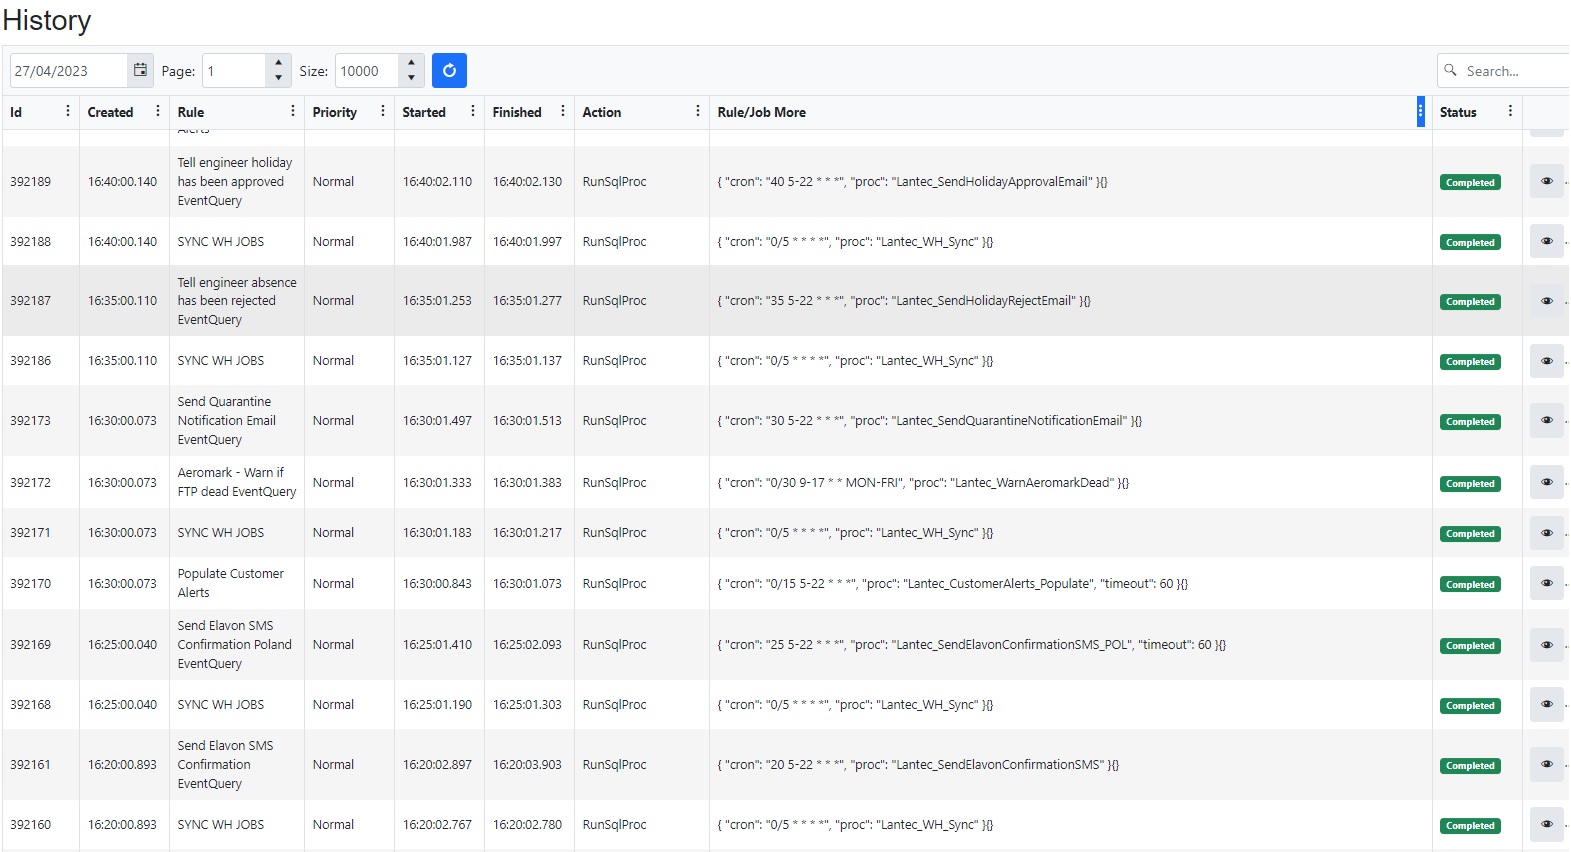 History
27/04/2023 Page: 1 Size: 10000 Search...
Id Created Rule Priority Started Finished Action Rule/Job More Status
Alerts
392189 16:40:00.140 Tell engineer holiday has been approved EventQuery Normal 16:40:02.110 16:40:02.130 RunSqlProc { "cron": "40 5-22 * * *", "proc": "Lantec_SendHolidayApprovalEmail" }{} Completed
392188 16:40:00.140 SYNC WH JOBS Normal 16:40:01.987 16:40:01.997 RunSqlProc { "cron": "0/5 * * * *", "proc": "Lantec_WH_Sync" }{} Completed
392187 16:35:00.110 Tell engineer absence has been rejected EventQuery Normal 16:35:01.253 16:35:01.277 RunSqlProc { "cron": "35 5-22 * * *", "proc": "Lantec_SendHolidayRejectEmail" }{} Completed
392186 16:35:00.110 SYNC WH JOBS Normal 16:35:01.127 16:35:01.137 RunSqlProc { "cron": "0/5 * * * *", "proc": "Lantec_WH_Sync" }{} Completed
392173 16:30:00.073 Send Quarantine Notification Email EventQuery Normal 16:30:01.497 16:30:01.513 RunSqlProc { "cron": "30 5-22 * * *", "proc": "Lantec_SendQuarantineNotificationEmail" }{} Completed
392172 16:30:00.073 Aeromark - Warn if FTP dead EventQuery Normal 16:30:01.333 16:30:01.383 RunSqlProc { "cron": "0/30 9-17 * * MON-FRI", "proc": "Lantec_WarnAeromarkDead" }{} Completed
392171 16:30:00.073 SYNC WH JOBS Normal 16:30:01.183 16:30:01.217 RunSqlProc { "cron": "0/5 * * * *", "proc": "Lantec_WH_Sync" }{} Completed
392170 16:30:00.073 Populate Customer Alerts Normal 16:30:00.843 16:30:01.073 RunSqlProc { "cron": "0/15 5-22 * * *", "proc": "Lantec_CustomerAlerts_Populate", "timeout": 60 }{} Completed
392169 16:25:00.040 Send Elavon SMS Confirmation Poland EventQuery Normal 16:25:01.410 16:25:02.093 RunSqlProc { "cron": "25 5-22 * * *", "proc": "Lantec_SendElavonConfirmationSMS_POL", "timeout": 60 }{} Completed
392168 16:25:00.040 SYNC WH JOBS Normal 16:25:01.190 16:25:01.303 RunSqlProc { "cron": "0/5 * * * *", "proc": "Lantec_WH_Sync" }{} Completed
392161 16:20:00.893 Send Elavon SMS Confirmation EventQuery Normal 16:20:02.897 16:20:03.903 RunSqlProc { "cron": "20 5-22 * * *", "proc": "Lantec_SendElavonConfirmationSMS" }{} Completed
392160 16:20:00.893 SYNC WH JOBS Normal 16:20:02.767 16:20:02.780 RunSqlProc { "cron": "0/5 * * * *", "proc": "Lantec_WH_Sync" }{} Completed